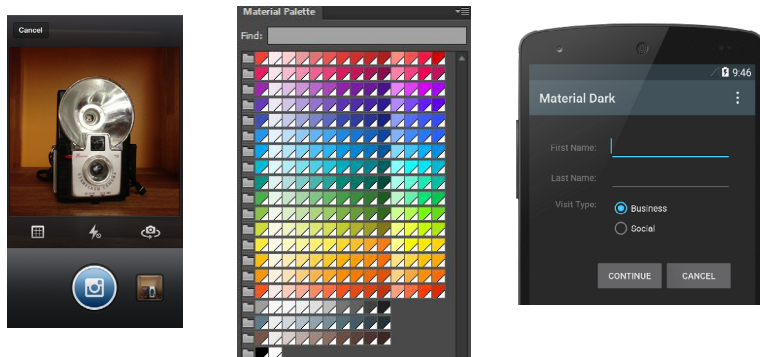 Cancel
Material Palette
Find:
9:46
Material Dark
First Name:
Last Name:
Visit Type:
Business
Social
CONTINUE
CANCEL